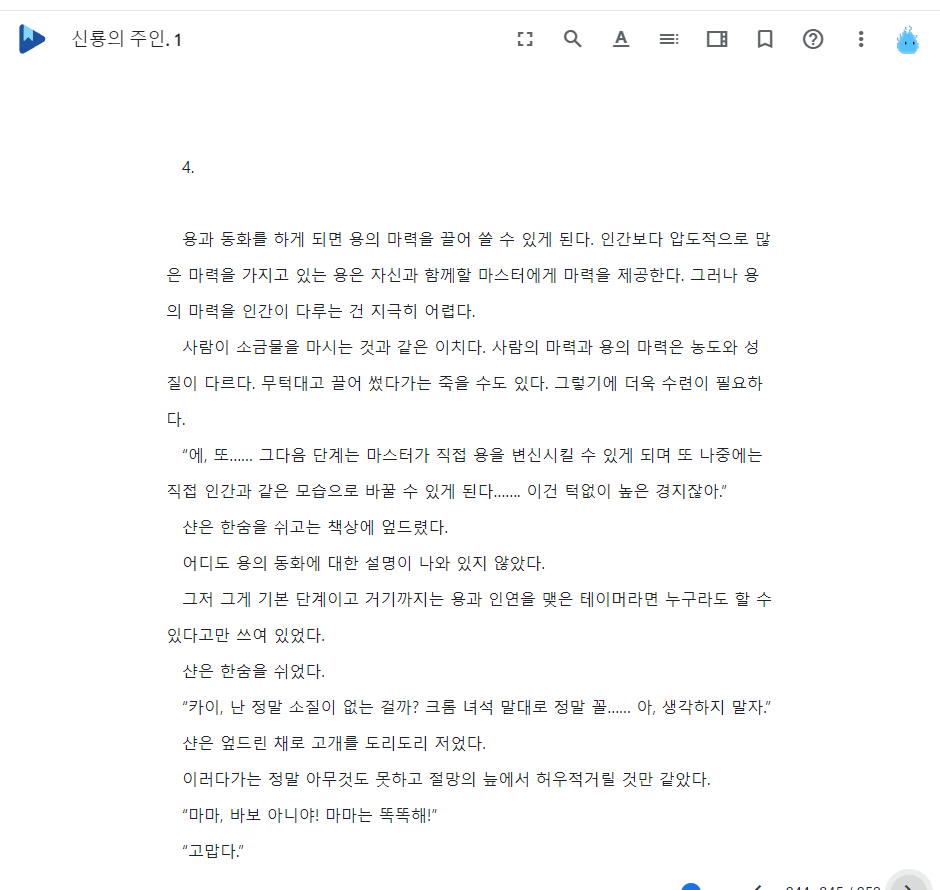 신룡의 주인. 1
4.
용과 동화를 하게 되면 용의 마력을 끌어 쓸 수 있게 된다. 인간보다 압도적으로 많
은 마력을 가지고 있는 용은 자신과 함께할 마스터에게 마력을 제공한다. 그러나 용
의 마력을 인간이 다루는 건 지극히 어렵다.
사람이 소금물을 마시는 것과 같은 이치다. 사람의 마력과 용의 마력은 농도와 성
질이 다르다. 무턱대고 끌어 썼다가는 죽을 수도 있다. 그렇기에 더욱 수련이 필요하
다.
“에, 또…… 그다음 단계는 마스터가 직접 용을 변신시킬 수 있게 되며 또 나중에는
직접 인간과 같은 모습으로 바꿀 수 있게 된다……. 이건 턱없이 높은 경지잖아.”
샨은 한숨을 쉬고는 책상에 엎드렸다.
어디도 용의 동화에 대한 설명이 나와 있지 않았다.
그저 그게 기본 단계이고 거기까지는 용과 인연을 맺은 테이머라면 누구라도 할 수
있다고만 쓰여 있었다.
샨은 한숨을 쉬었다.
“카이, 난 정말 소질이 없는 걸까? 크롬 녀석 말대로 정말 꼴…… 아, 생각하지 말자.”
샨은 엎드린 채로 고개를 도리도리 저었다.
이러다가는 정말 아무것도 못하고 절망의 늪에서 허우적거릴 것만 같았다.
“마마, 바보 아니야! 마마는 똑똑해!”
“고맙다.”